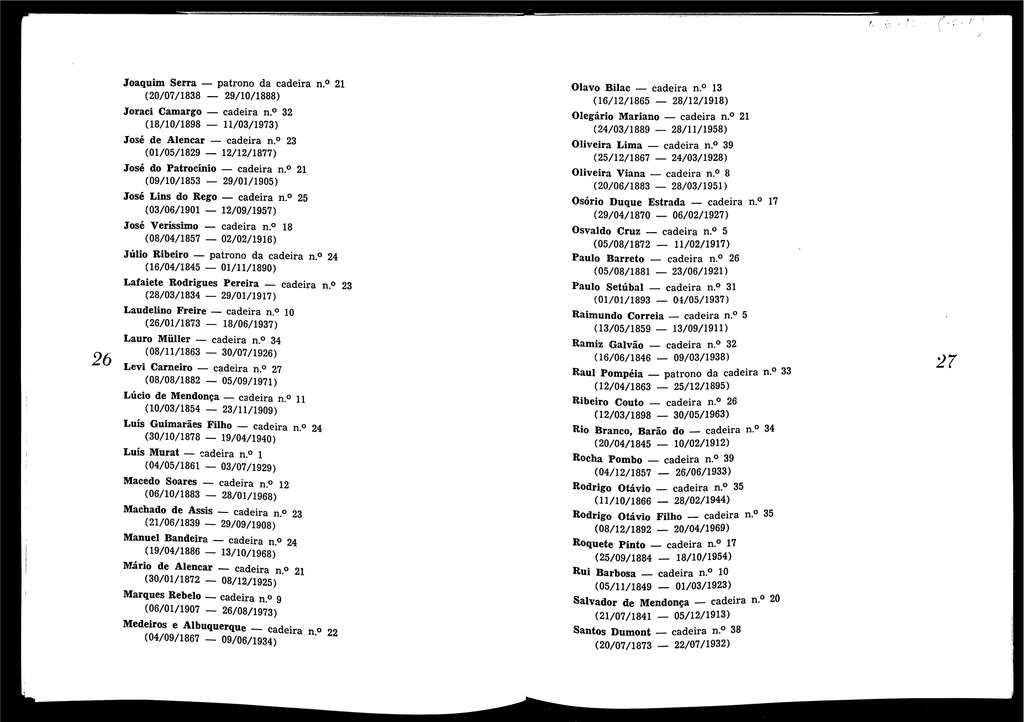 Joaquim Serra — patrono da cadeira n.º 21
(20/07/1838 — 29/10/1888)
Joraci Camargo — cadeira n.º 32
(18/10/1898 — 11/03/1973)
José de Alencar — cadeira n.º 23
(01/05/1829 — 12/12/1877)
José do Patrocínio — cadeira n.º 21
(09/10/1853 — 29/01/1905)
José Lins do Rego — cadeira n.º 25
(03/06/1901 — 12/09/1957)
José Veríssimo — cadeira n.º 18
(08/04/1857 — 02/02/1916)
Júlio Ribeiro — patrono da cadeira n.º 24
(16/04/1845 — 01/11/1890)
Lafaiete Rodrigues Pereira — cadeira n.º 23
(28/03/1834 — 29/01/1917)
Laudelino Freire — cadeira n.º 10
(26/01/1873 — 18/06/1937)
Lauro Müller — cadeira n.º 34
(08/11/1863 — 30/07/1926)
Levi Carneiro — cadeira n.º 27
(08/08/1882 — 05/09/1971)
Lúcio de Mendonça — cadeira n.º 11
(10/03/1854 — 23/11/1909)
Luís Guimarães Filho — cadeira n.º 24
(30/10/1878 — 19/04/1940)
Luís Murat — cadeira n.º 1
(04/05/1861 — 03/07/1929)
Macedo Soares — cadeira n.º 12
(06/10/1883 — 28/01/1968)
Machado de Assis — cadeira n.º 23
(21/06/1839 — 29/09/1908)
Manuel Bandeira — cadeira n.º 24
(19/04/1886 — 13/10/1968)
Mário de Alencar — cadeira n.º 21
(30/01/1872 — 08/12/1925)
Marques Rebelo — cadeira n.º 9
(06/01/1907 — 26/08/1973)
Medeiros e Albuquerque — cadeira n.º 22
(04/09/1867 — 09/06/1934)
26
Olavo Bilac — cadeira n.º 13
(16/12/1865 — 28/12/1918)
Olegário Mariano — cadeira n.º 21
(24/03/1889 — 28/11/1958)
Oliveira Lima — cadeira n.º 39
(25/12/1867 — 24/03/1928)
Oliveira Viana — cadeira n.º 8
(20/06/1883 — 28/03/1951)
Osório Duque Estrada — cadeira n.º 17
(29/04/1870 — 06/02/1927)
Osvaldo Cruz — cadeira n.º 5
(05/08/1872 — 11/02/1917)
Paulo Barreto — cadeira n.º 26
(05/08/1881 — 23/06/1921)
Paulo Setúbal — cadeira n.º 31
(01/01/1893 — 04/05/1937)
Raimundo Correia — cadeira n.º 5
(13/05/1859 — 13/09/1911)
Ramiz Galvão — cadeira n.º 32
(16/06/1846 — 09/03/1938)
Raul Pompéia — patrono da cadeira n.º 33
(12/04/1863 — 25/12/1895)
Ribeiro Couto — cadeira n.º 26
(12/03/1898 — 30/05/1963)
Rio Branco, Barão do — cadeira n.º 34
(20/04/1845 — 10/02/1912)
Rocha Pombo — cadeira n.º 39
(04/12/1857 — 26/06/1933)
Rodrigo Otávio — cadeira n.º 35
(11/10/1866 — 28/02/1944)
Rodrigo Otávio Filho — cadeira n.º 35
(08/12/1892 — 20/04/1969)
Roquete Pinto — cadeira n.º 17
(25/09/1884 — 18/10/1954)
Rui Barbosa — cadeira n.º 10
(05/11/1849 — 01/03/1923)
Salvador de Mendonça — cadeira n.º 20
(21/07/1841 — 05/12/1913)
Santos Dumont — cadeira n.º 38
(20/07/1873 — 22/07/1932)
27